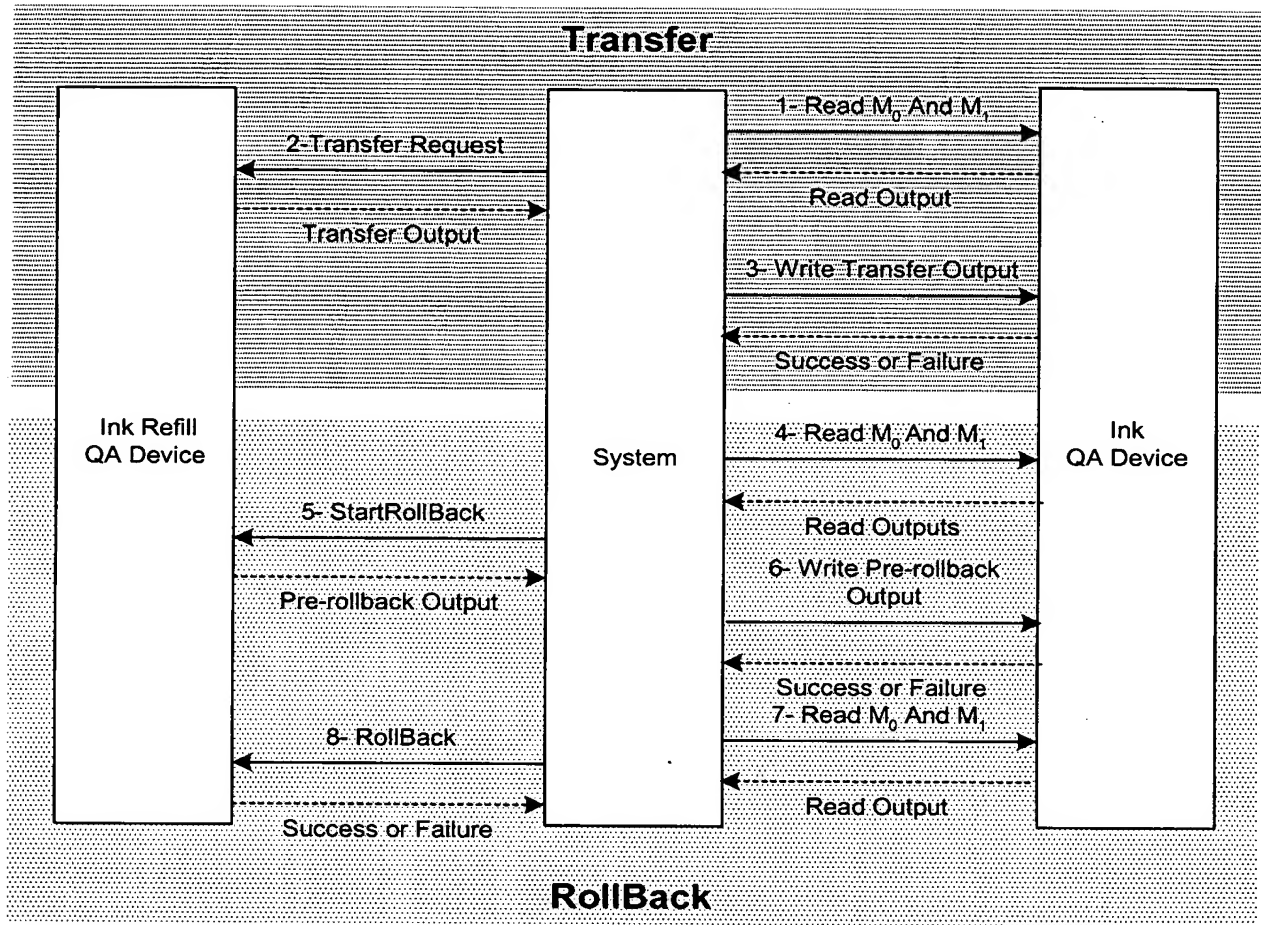 Transfer
1- Read M0 And M1
2-Transfer Request
Read Output
Transfer Output
3- Write Transfer Output
Success or Failure
Ink Refill
QA Device
System
Ink
QA Device
4- Read M0 And M1
Read Outputs
5- StartRollBack
Pre-rollback Output
6- Write Pre-rollback
Output
Success or Failure
7- Read M0 And M1
8- RollBack
Read Output
Success or Failure
RollBack